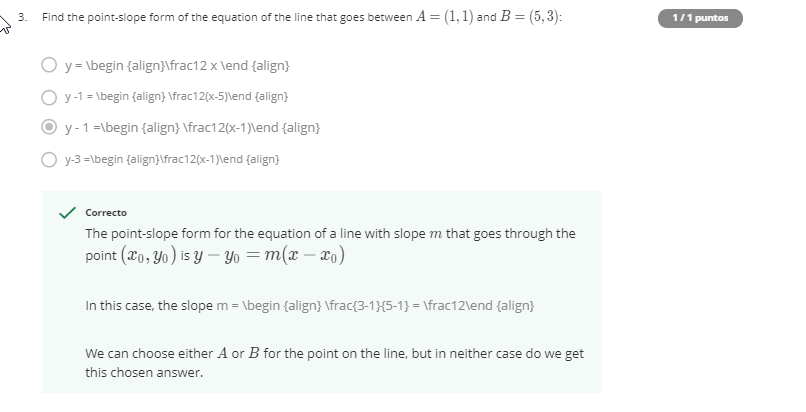 3. Find the point-slope form of the equation of the line that goes between A = (1, 1) and B = (5, 3):
1 / 1 puntos
y = \begin {align}\frac12 x \end {align}
y -1 = \begin {align} \frac12(x-5)\end {align}
y - 1 =\begin {align} \frac12(x-1)\end {align}
y-3 =\begin {align}\frac12(x-1)\end {align}
Correcto
The point-slope form for the equation of a line with slope m that goes through the
point (x₀, y₀) is y − y₀ = m(x − x₀)
In this case, the slope m = \begin {align} \frac{3-1}{5-1} = \frac12\end {align}
We can choose either A or B for the point on the line, but in neither case do we get
this chosen answer.